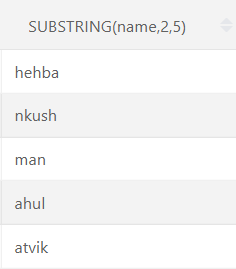 SUBSTRING(name,2,5)
hehba
nkush
man
ahul
atvik